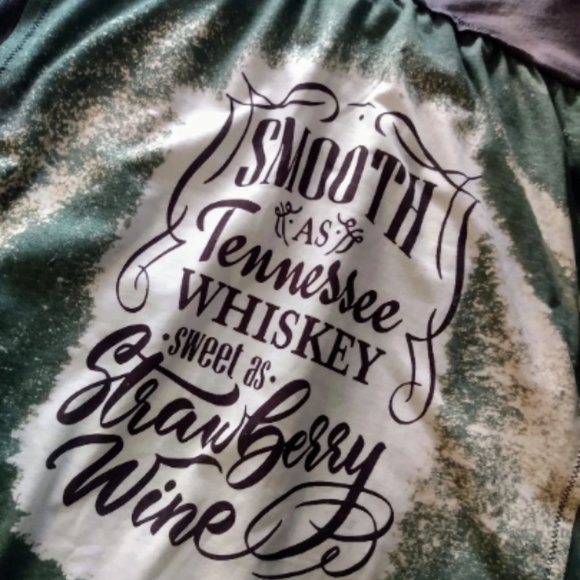 SMOOTH
AS
Tennessee
WHISKEY
·sweet as·
Strawberry
Wine